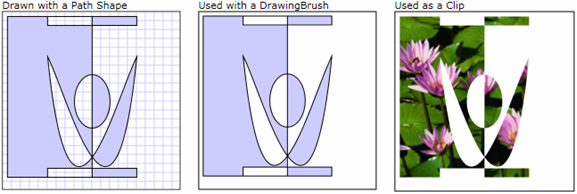 Drawn with a Path Shape
Used with a DrawingBrush
Used as a Clip